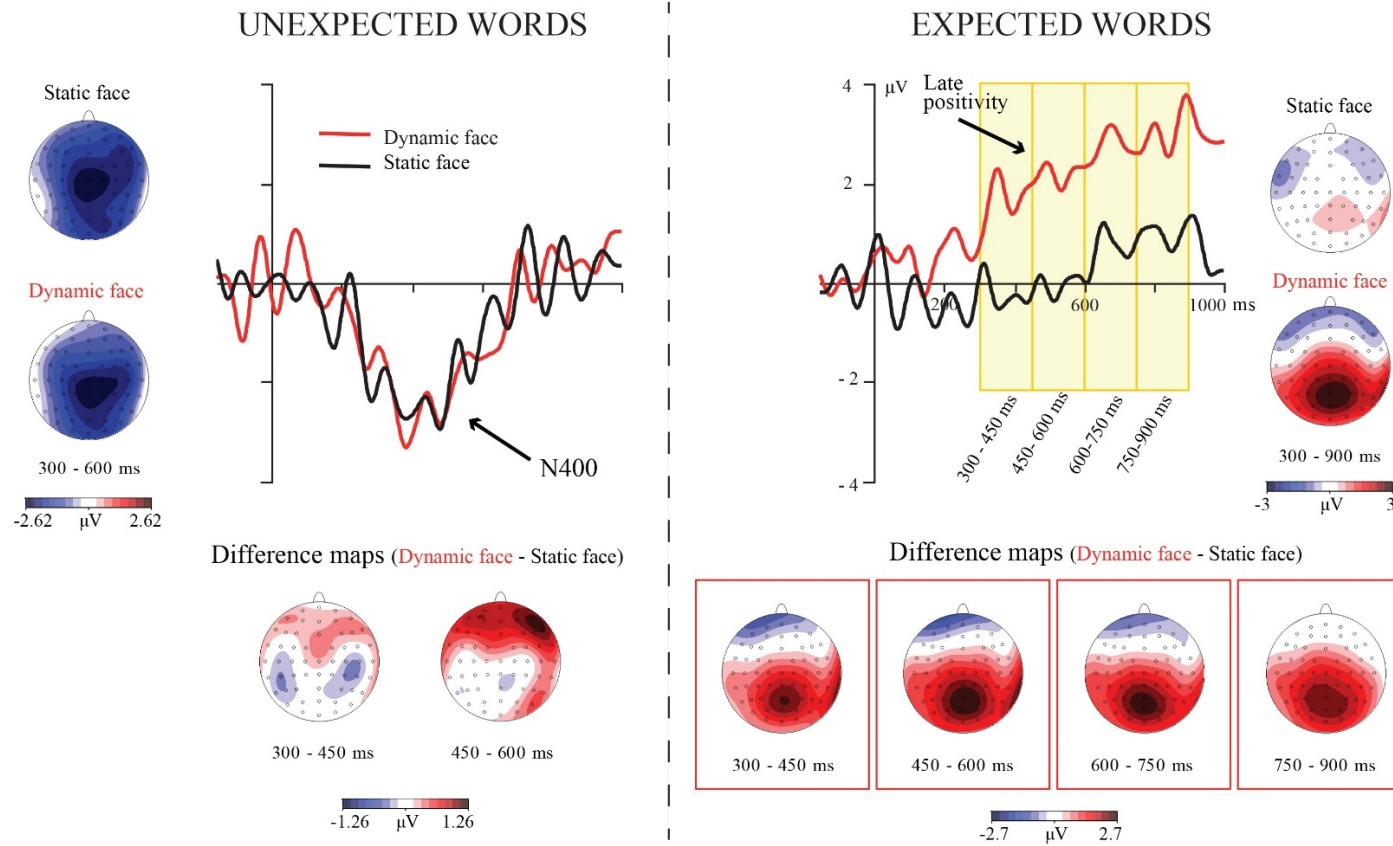 UNEXPECTED WORDS
Static face
Dynamic face
300 - 600 ms
-2.62 μV 2.62
Dynamic face
Static face
N400
Difference maps (Dynamic face - Static face)
300 - 450 ms
450 - 600 ms
-1.26 μV 1.26
EXPECTED WORDS
4 μV
2
- 2
- 4
Late
positivity
200 600 1000 ms
300 - 450 ms
450- 600 ms
600-750 ms
750-900 ms
Static face
Dynamic face
300 - 900 ms
-3 μV 3
Difference maps (Dynamic face - Static face)
300 - 450 ms
450 - 600 ms
600 - 750 ms
750 - 900 ms
-2.7 μV 2.7